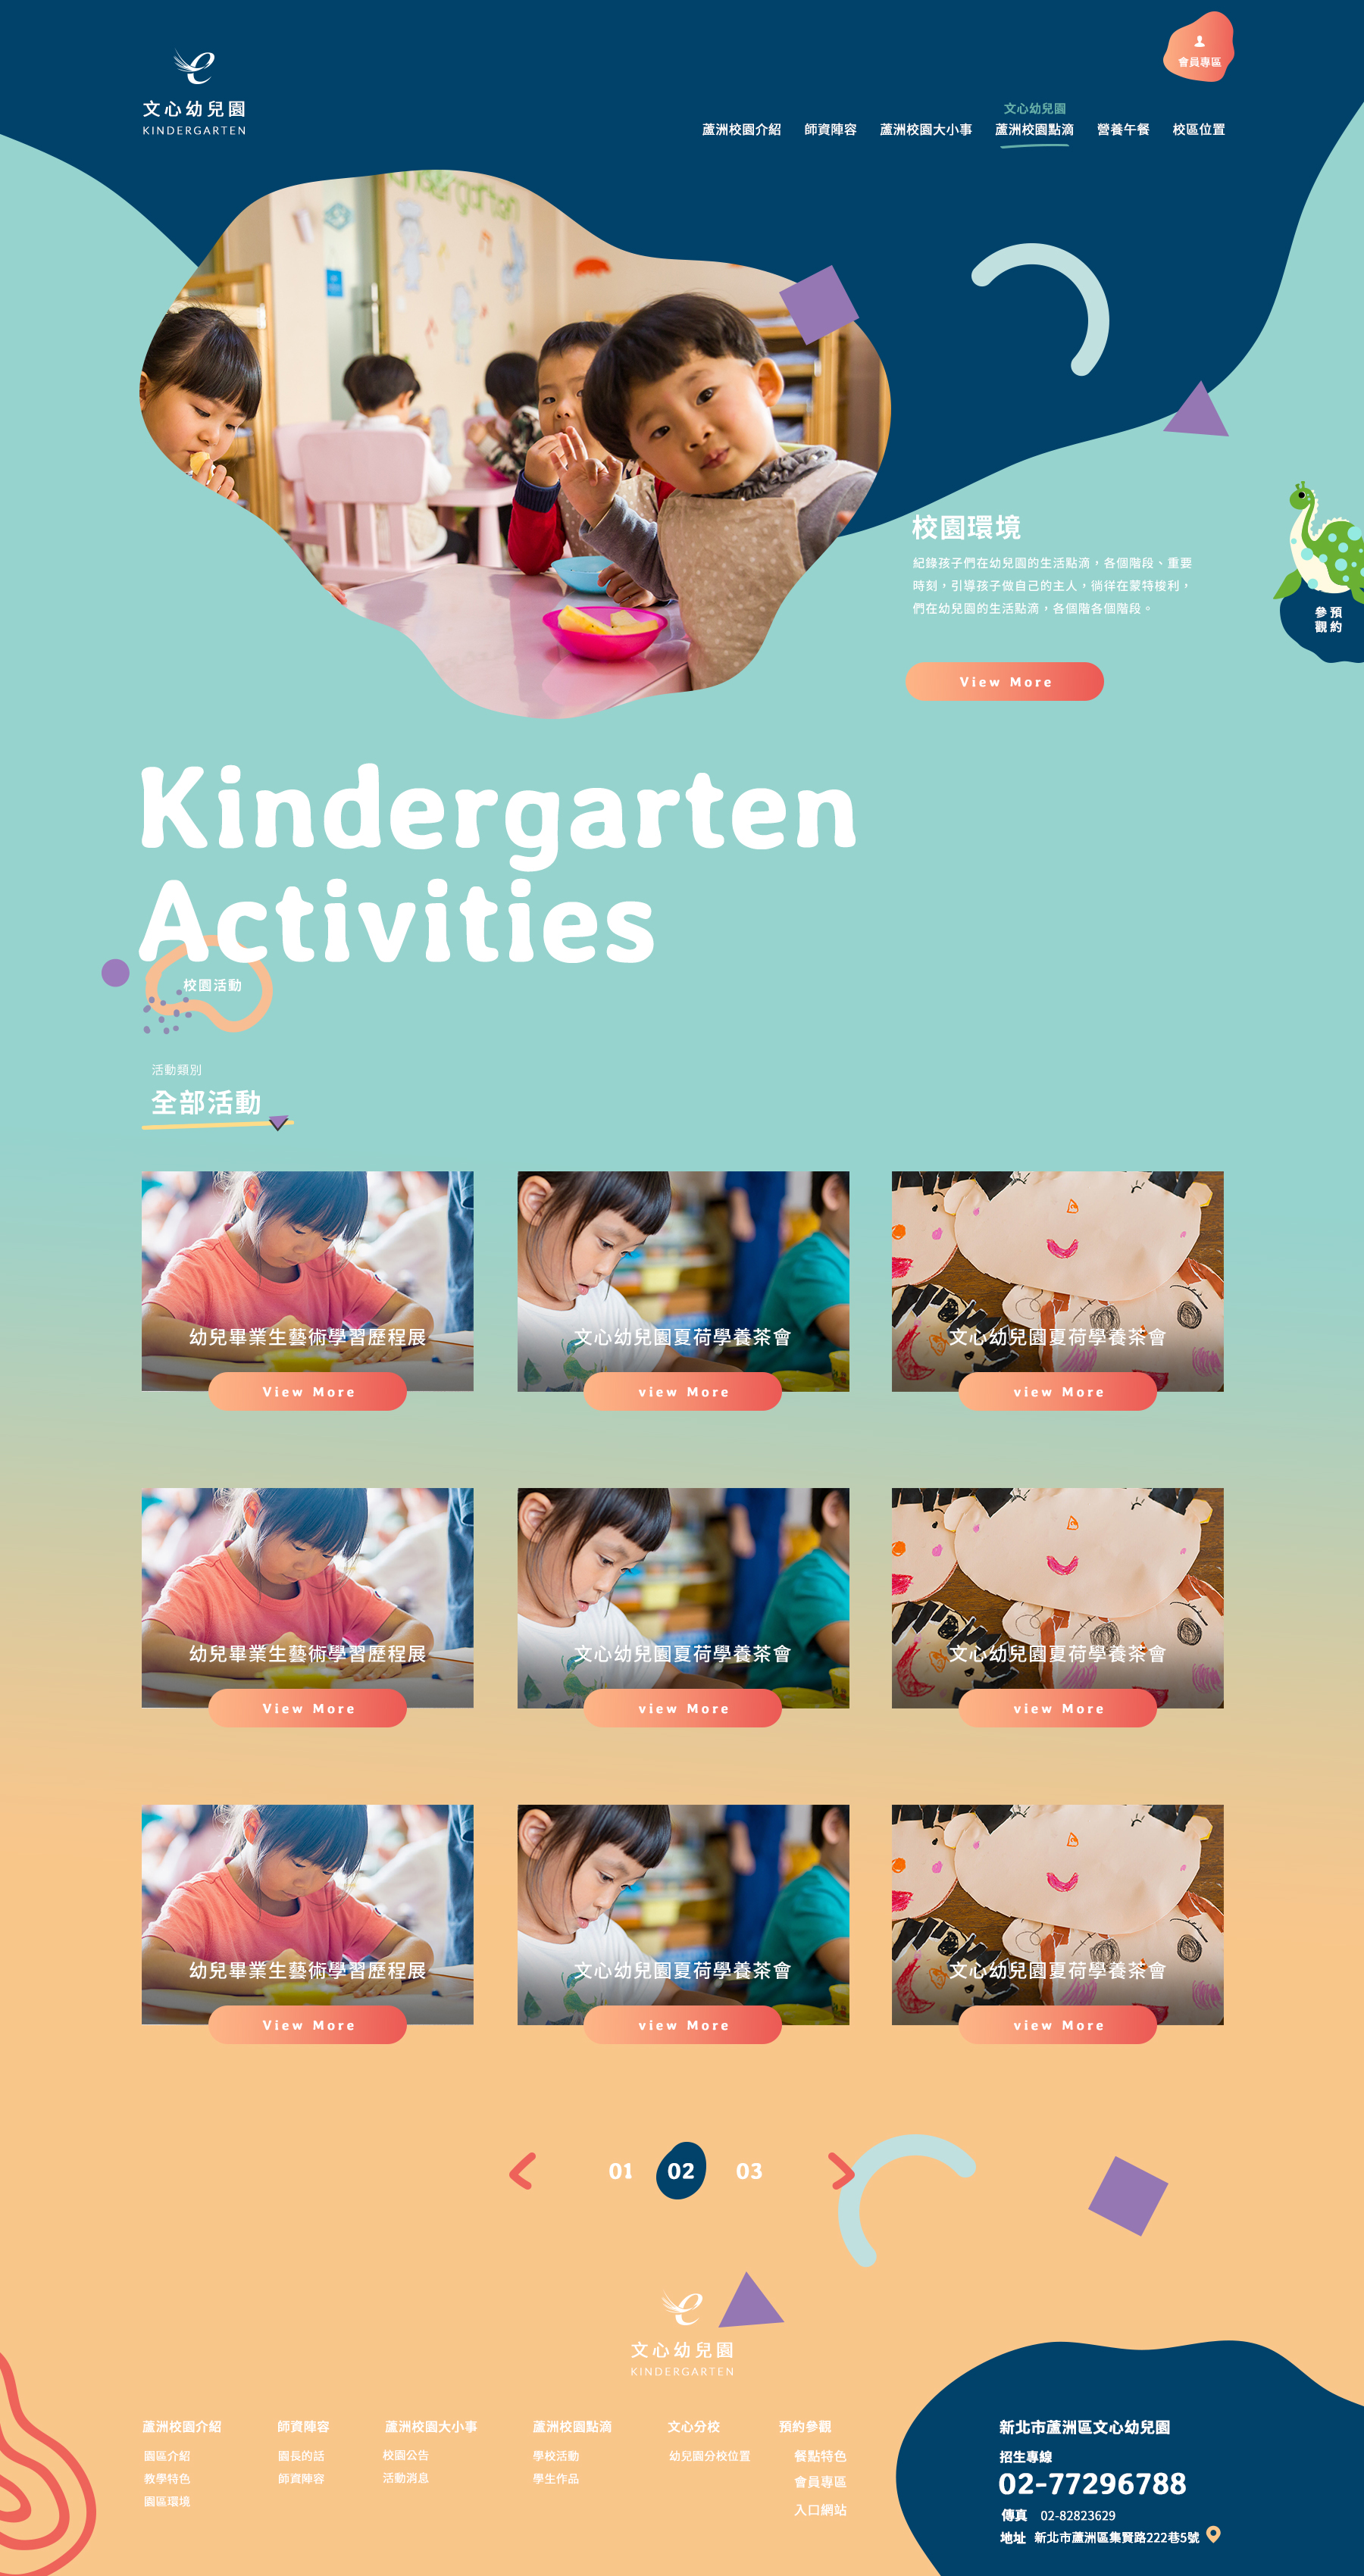 會員專區
文心幼兒園
KINDERGARTEN
文心幼兒園
蘆洲校園介紹 師資陣容 蘆洲校園大小事 蘆洲校園點滴 營養午餐 校區位置
校園環境
紀錄孩子們在幼兒園的生活點滴，各個階段、重要
時刻，引導孩子做自己的主人，徜徉在蒙特梭利，
們在幼兒園的生活點滴，各個階各個階段。
參觀
預約
View More
Kindergarten
Activities
校園活動
活動類別
全部活動
幼兒畢業生藝術學習歷程展
View More
文心幼兒園夏荷學養茶會
view More
文心幼兒園夏荷學養茶會
view More
幼兒畢業生藝術學習歷程展
View More
文心幼兒園夏荷學養茶會
view More
文心幼兒園夏荷學養茶會
view More
幼兒畢業生藝術學習歷程展
View More
文心幼兒園夏荷學養茶會
view More
文心幼兒園夏荷學養茶會
view More
01 02 03
文心幼兒園
KINDERGARTEN
蘆洲校園介紹
園區介紹
教學特色
園區環境
師資陣容
園長的話
師資陣容
蘆洲校園大小事
校園公告
活動消息
蘆洲校園點滴
學校活動
學生作品
文心分校
幼兒園分校位置
預約參觀
餐點特色
會員專區
入口網站
新北市蘆洲區文心幼兒園
招生專線
02-77296788
傳真 02-82823629
地址 新北市蘆洲區集賢路222巷5號